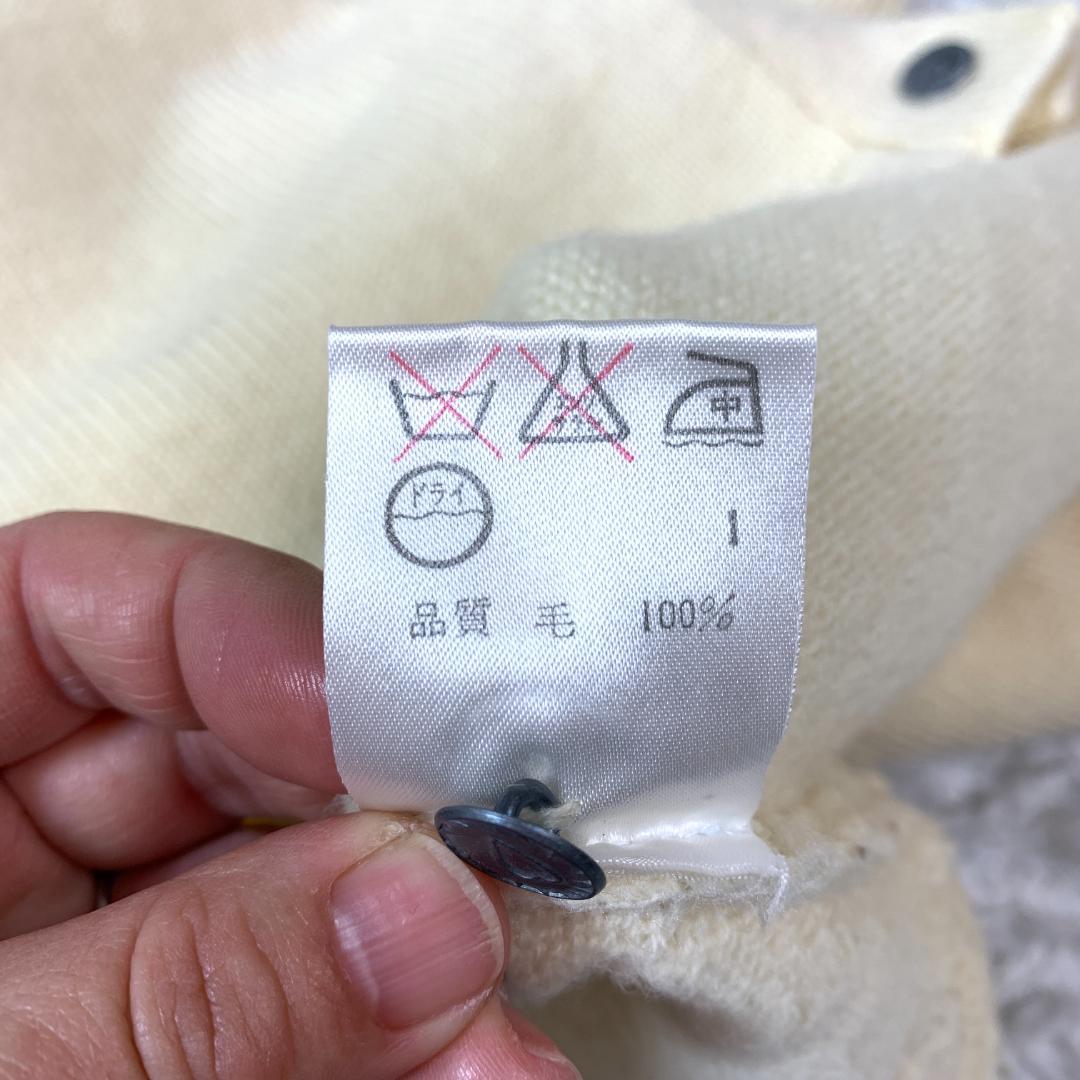 中
ドライ
1
品質 毛 100%